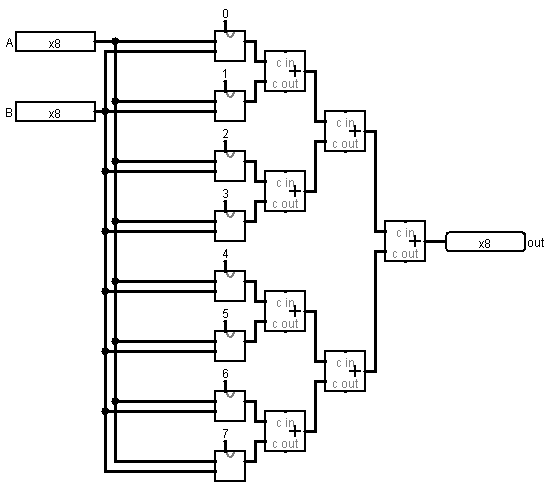 0
A x8
c in
+
c out
1
B x8
c in
+
c out
2
c in
+
c out
3
c in
+
c out
x8 out
4
c in
+
c out
5
c in
+
c out
6
c in
+
c out
7